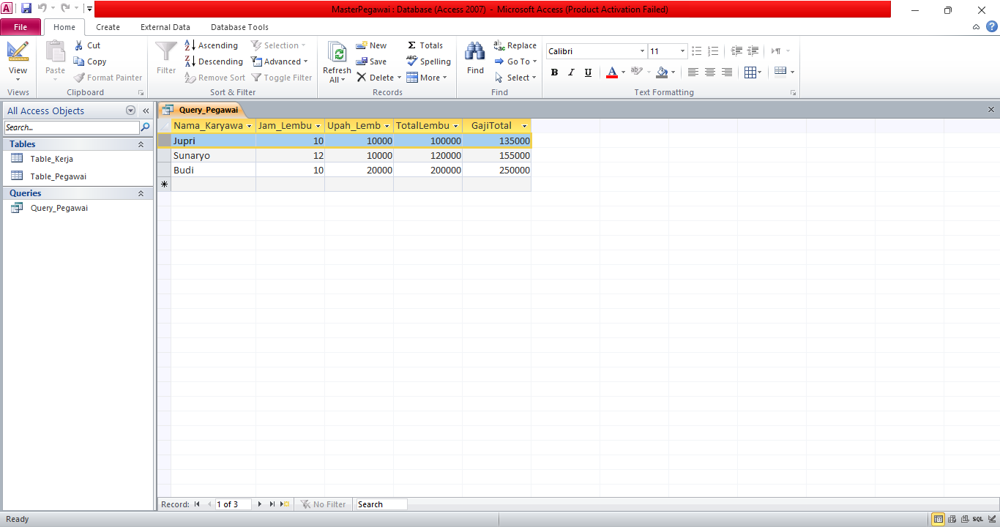 MasterPegawai : Database (Access 2007) - Microsoft Access (Product Activation Failed)
File Home Create External Data Database Tools
View
Views
Paste
Cut
Copy
Format Painter
Clipboard
Filter
Ascending
Descending
Remove Sort
Selection
Advanced
Toggle Filter
Sort & Filter
Refresh
All
New
Save
Delete
Totals
Spelling
More
Records
Find
Replace
Go To
Select
Find
Calibri 11
B I U A
Text Formatting
All Access Objects
Search...
Tables
Table_Kerja
Table_Pegawai
Queries
Query_Pegawai
Query_Pegawai
Nama_Karyawa Jam_Lembu Upah_Lemb TotalLembu GajiTotal
Jupri 10 10000 100000 135000
Sunaryo 12 10000 120000 155000
Budi 10 20000 200000 250000
Record: 1 of 3 No Filter Search
Ready SQL